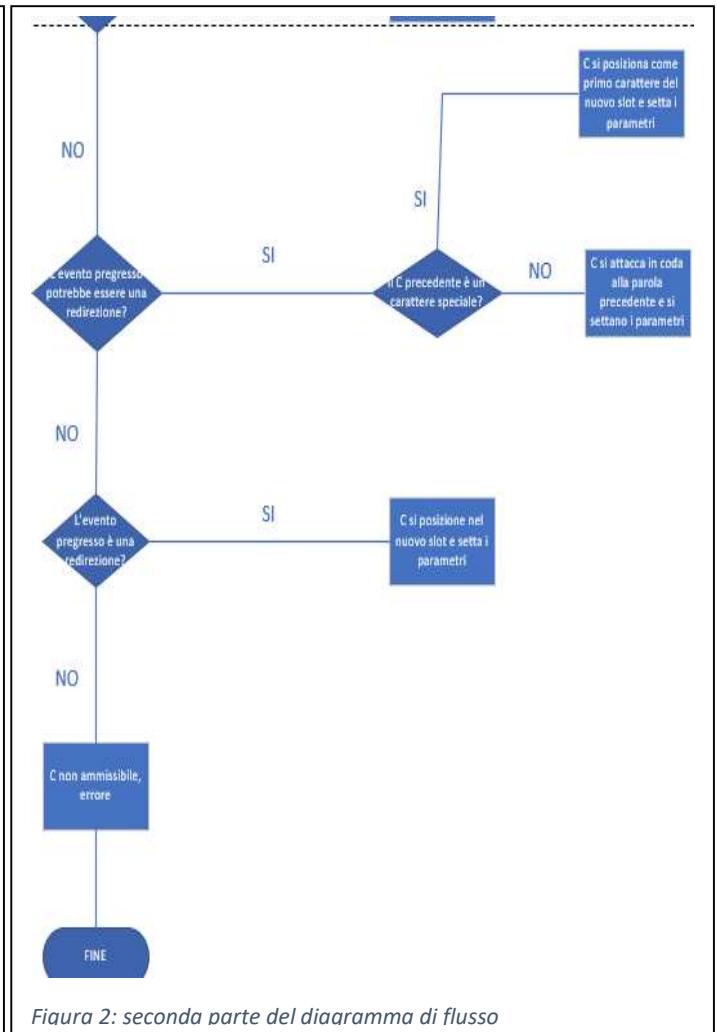 C si posiziona come
primo carattere del
nuovo slot e setta i
parametri
NO
SI
L'evento pregresso
potrebbe essere una
redirezione?
SI
Il C precedente è un
carattere speciale?
NO
C si attacca in coda
alla parola
precedente e si
settano i parametri
NO
L'evento
pregresso è una
redirezione?
SI
C si posizione nel
nuovo slot e setta i
parametri
NO
C non ammissibile,
errore
FINE
Figura 2: seconda parte del diagramma di flusso